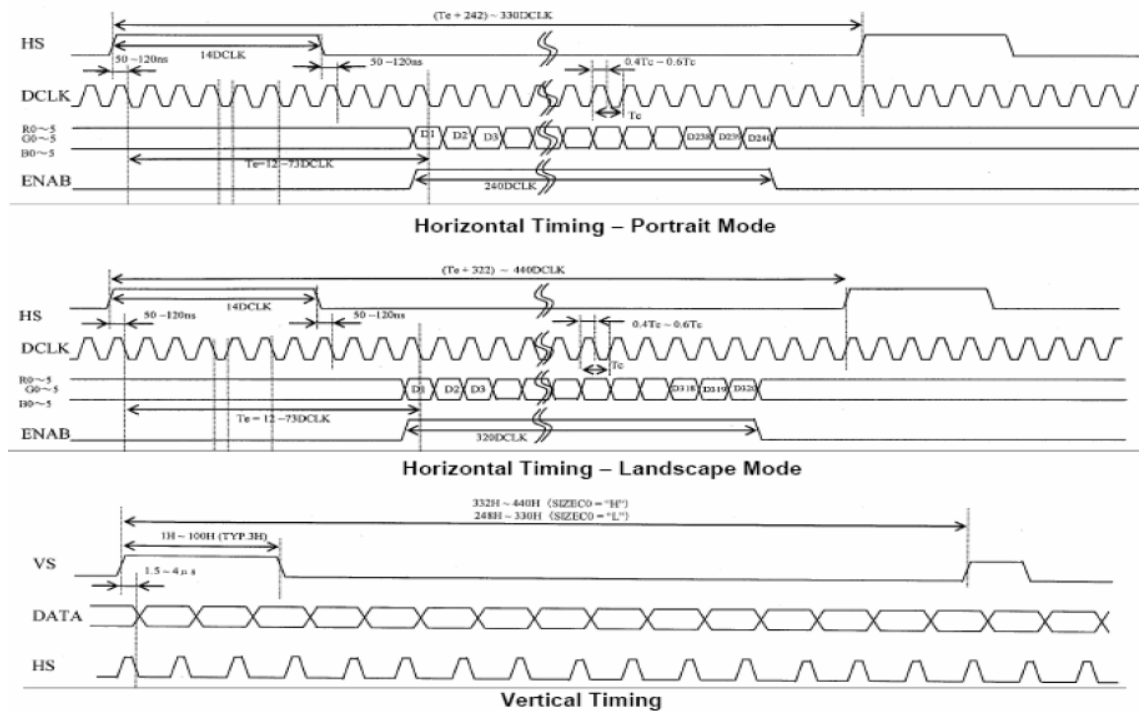 (Te + 242) ~ 330DCLK
HS
14DCLK
50 ~120ns
50 ~120ns
0.4Tc ~ 0.6Tc
DCLK
Tc
R0~5
G0~5
B0~5
D1
D2
D3
D238
D239
D240
Te=12 ~73DCLK
ENAB
240DCLK
Horizontal Timing – Portrait Mode
(Te + 322) ~ 440DCLK
HS
14DCLK
50 ~120ns
50 ~120ns
0.4Tc ~ 0.6Tc
DCLK
Tc
R0~5
G0~5
B0~5
D1
D2
D3
D318
D319
D320
Te = 12 ~73DCLK
ENAB
320DCLK
Horizontal Timing – Landscape Mode
332H ~ 440H (SIZEC0 = "H")
248H ~ 330H (SIZEC0 = "L")
1H ~ 100H (TYP.3H)
VS
1.5 ~ 4μs
DATA
HS
Vertical Timing